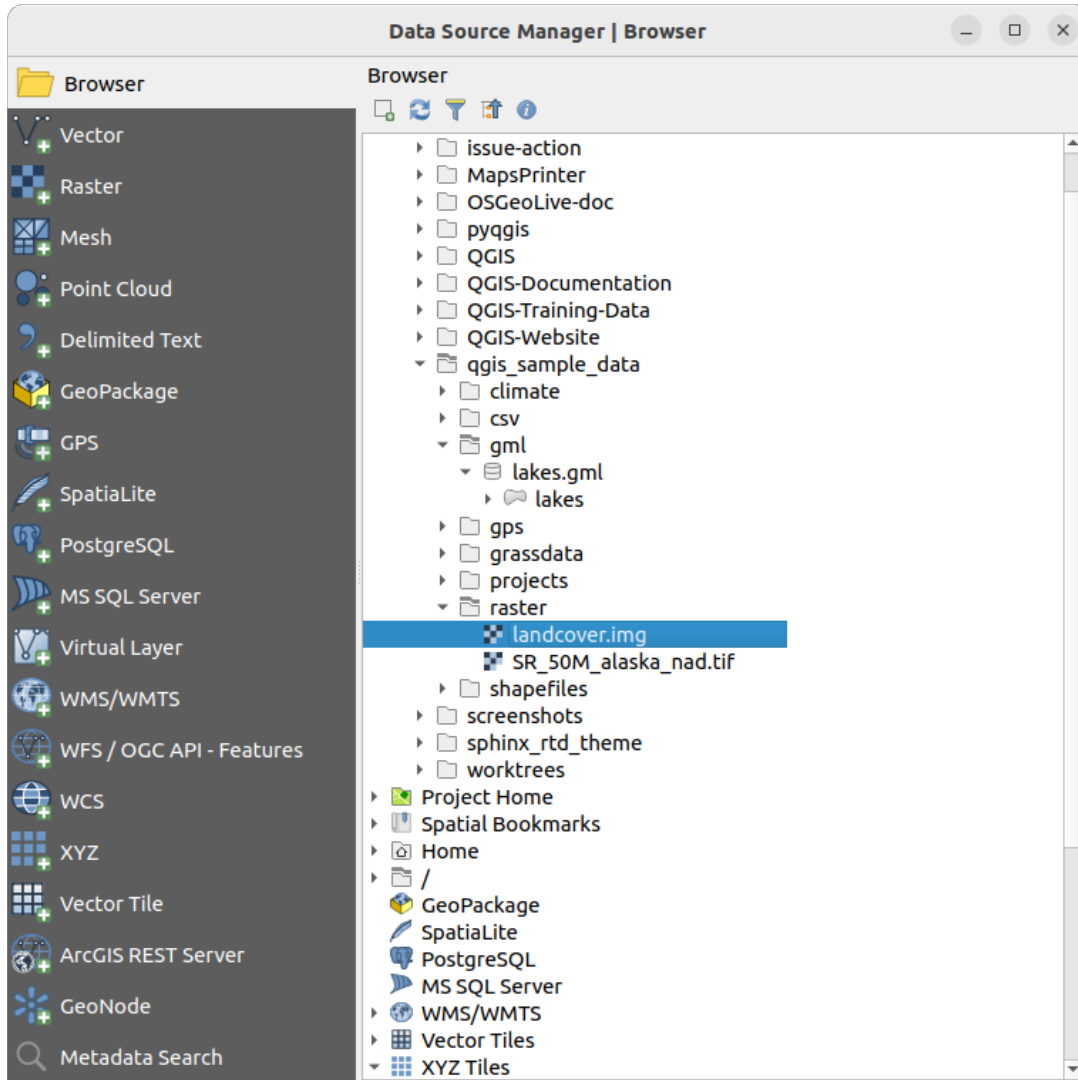 Data Source Manager | Browser
Browser
Vector
Raster
Mesh
Point Cloud
Delimited Text
GeoPackage
GPS
SpatiaLite
PostgreSQL
MS SQL Server
Virtual Layer
WMS/WMTS
WFS / OGC API - Features
WCS
XYZ
Vector Tile
ArcGIS REST Server
GeoNode
Metadata Search
Browser
issue-action
MapsPrinter
OSGeoLive-doc
pyqgis
QGIS
QGIS-Documentation
QGIS-Training-Data
QGIS-Website
qgis_sample_data
climate
csv
gml
lakes.gml
lakes
gps
grassdata
projects
raster
landcover.img
SR_50M_alaska_nad.tif
shapefiles
screenshots
sphinx_rtd_theme
worktrees
Project Home
Spatial Bookmarks
Home
/
GeoPackage
SpatiaLite
PostgreSQL
MS SQL Server
WMS/WMTS
Vector Tiles
XYZ Tiles